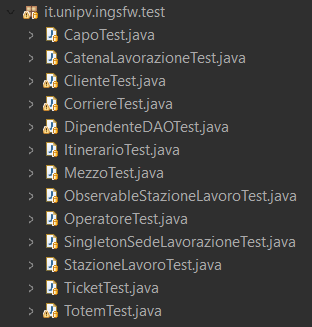 it.unipv.ingsfw.test
CapoTest.java
CatenaLavorazioneTest.java
ClienteTest.java
CorriereTest.java
DipendenteDAOTest.java
ItinerarioTest.java
MezzoTest.java
ObservableStazioneLavoroTest.java
OperatoreTest.java
SingletonSedeLavorazioneTest.java
StazioneLavoroTest.java
TicketTest.java
TotemTest.java